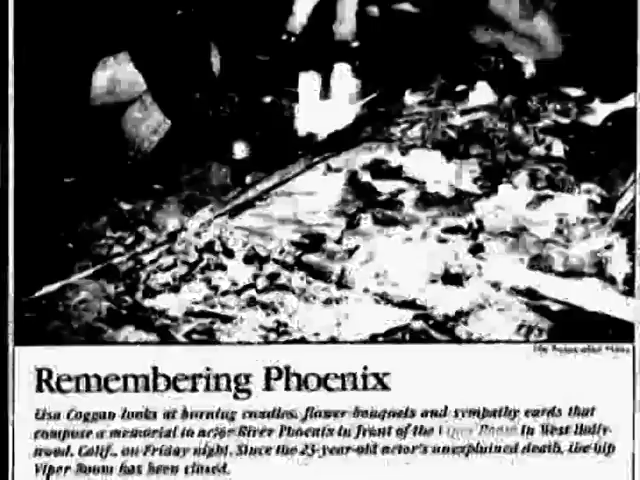 Remembering Phoenix
Lisa Coggan looks at burning candles, flower bouquets and sympathy cards that
compose a memorial to actor River Phoenix in front of the Viper Room in West Holly-
wood, Calif., on Friday night. Since the 23-year-old actor's unexplained death, the hip
Viper Room has been closed.